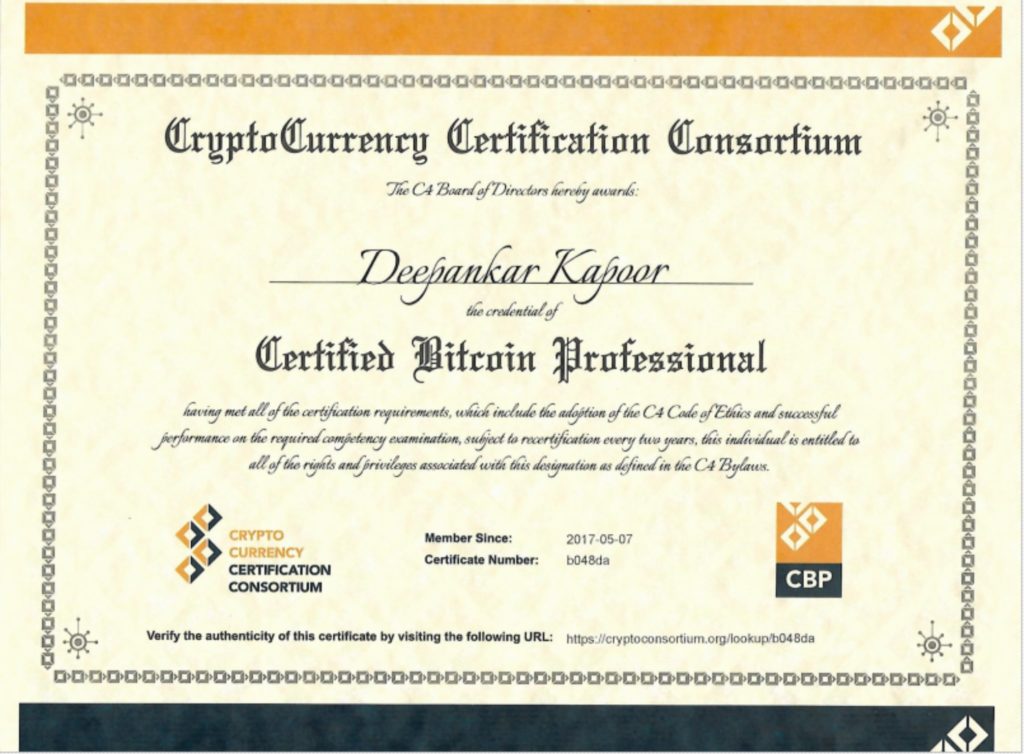 CryptoCurrency Certification Consortium
The C4 Board of Directors hereby awards:
Deepankar Kapoor
the credential of
Certified Bitcoin Professional
having met all of the certification requirements, which include the adoption of the C4 Code of Ethics and successful
performance on the required competency examination, subject to recertification every two years, this individual is entitled to
all of the rights and privileges associated with this designation as defined in the C4 Bylaws.
CRYPTO
CURRENCY
CERTIFICATION
CONSORTIUM
Member Since: 2017-05-07
Certificate Number: b048da
CBP
Verify the authenticity of this certificate by visiting the following URL: https://cryptoconsortium.org/lookup/b048da